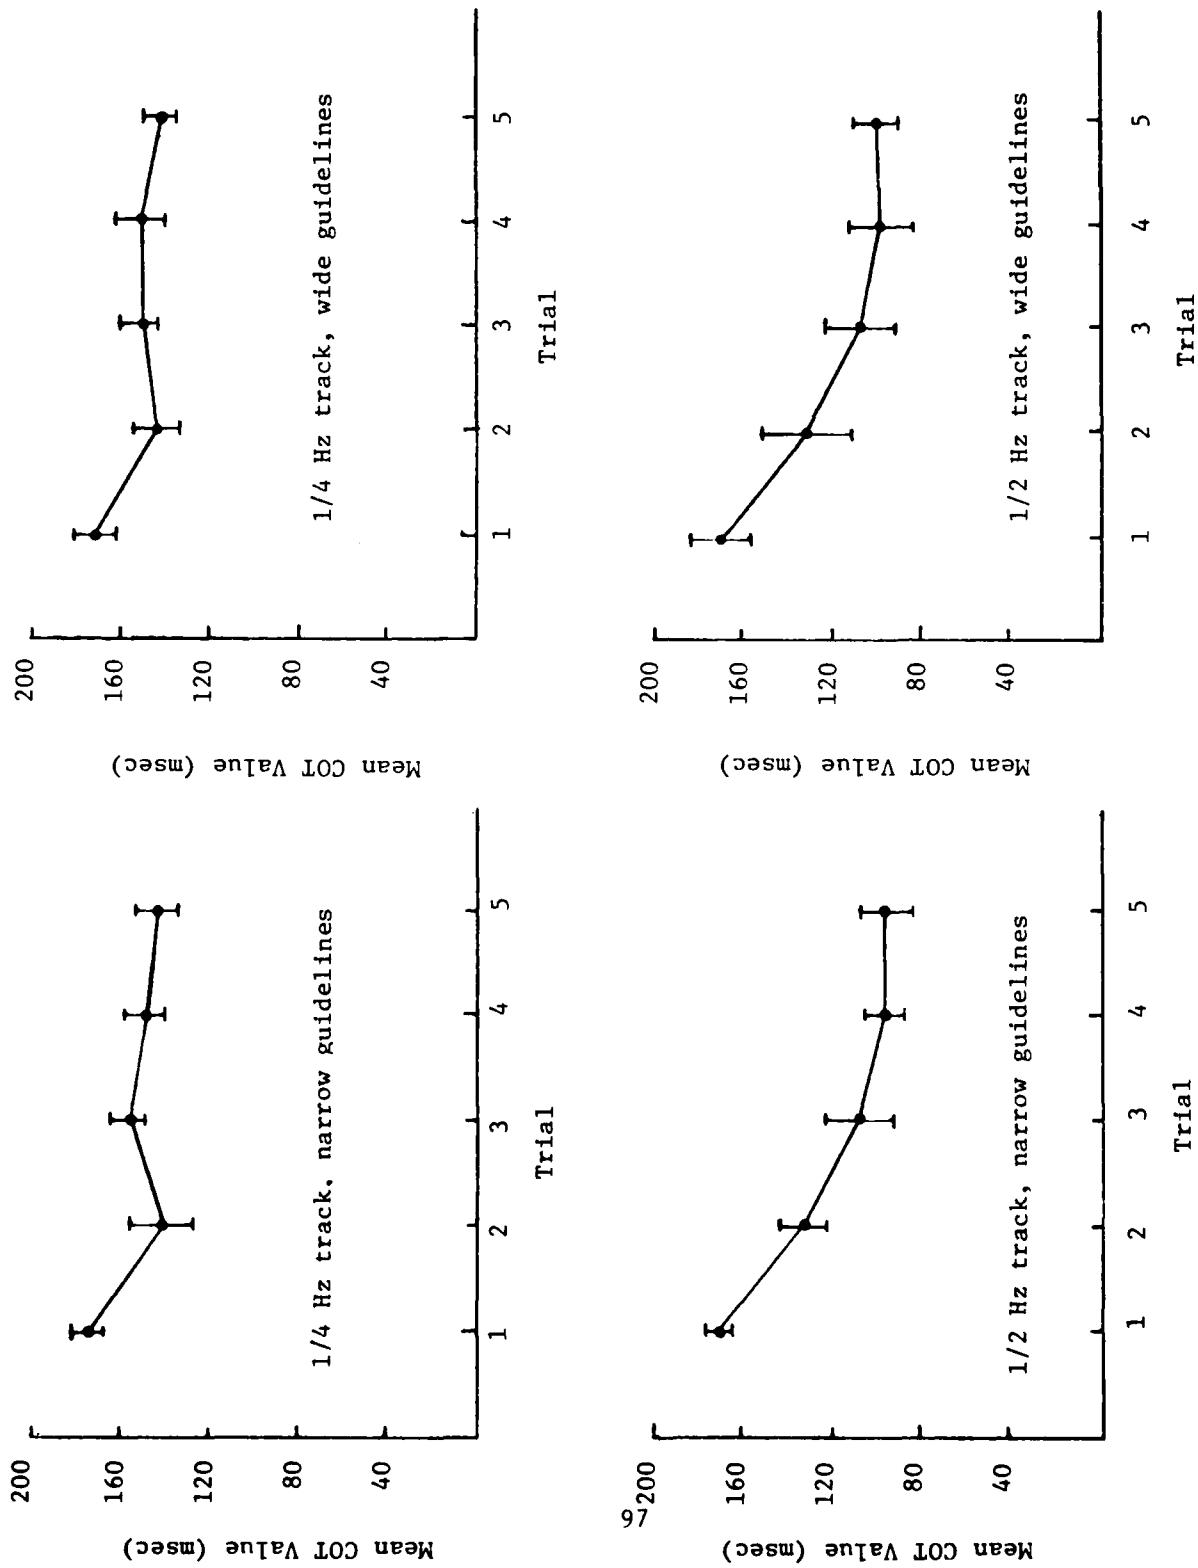 Mean COT Value (msec)
200
160
120
80
40
1/4 Hz track. narrow guidelines
1 2 3 4 5
Trial
Mean COT Value (msec)
200
160
120
80
40
1/4 Hz track, wide guidelines
1 2 3 4 5
Trial
97
Mean COT Value (msec)
200
160
120
80
40
1/2 Hz track, narrow guidelines
1 2 3 4 5
Trial
Mean COT Value (msec)
200
160
120
80
40
1/2 Hz track, wide guidelines
1 2 3 4 5
Trial